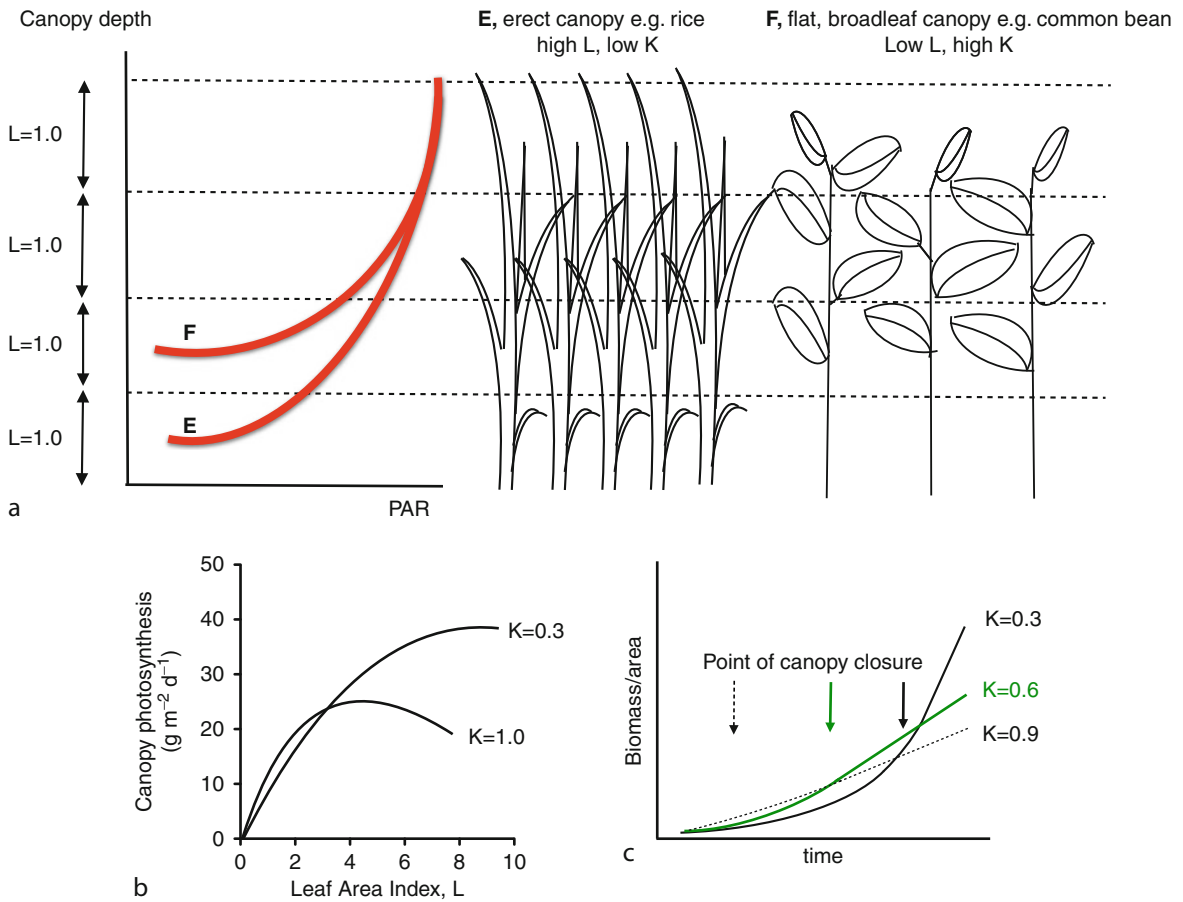 Canopy depth
E, erect canopy e.g. rice
high L, low K
F, flat, broadleaf canopy e.g. common bean
Low L, high K
L=1.0
L=1.0
L=1.0
L=1.0
F
E
PAR
a
Canopy photosynthesis
(g m⁻² d⁻¹)
50
40
30
20
10
0
K=0.3
K=1.0
0 2 4 6 8 10
Leaf Area Index, L
b
Biomass/area
Point of canopy closure
K=0.3
K=0.6
K=0.9
time
c